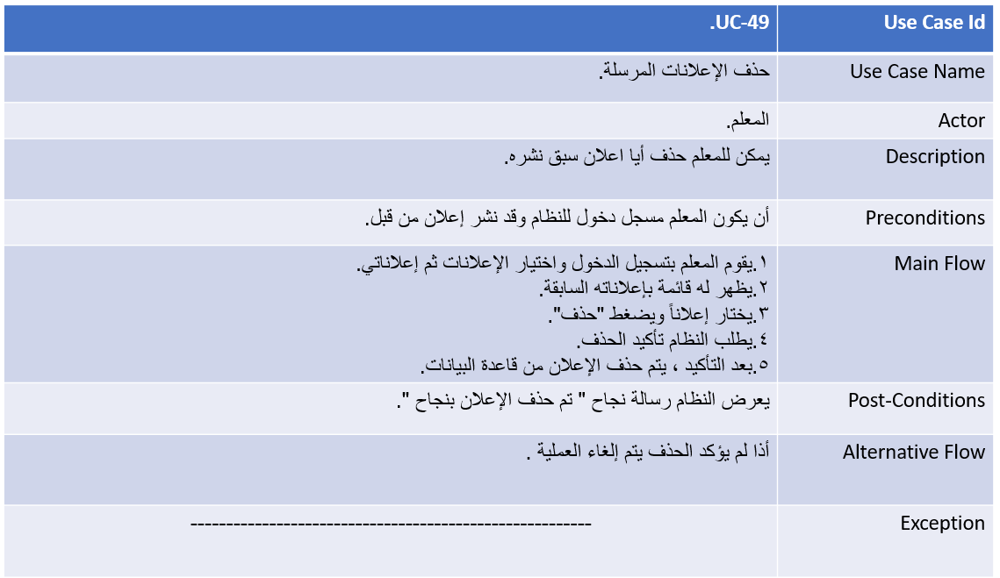 Use Case Id UC-49.
Use Case Name حذف الإعلانات المرسلة.
Actor المعلم.
Description يمكن للمعلم حذف أيا اعلان سبق نشره.
Preconditions أن يكون المعلم مسجل دخول للنظام وقد نشر إعلان من قبل.
Main Flow ١.يقوم المعلم بتسجيل الدخول واختيار الإعلانات ثم إعلاناتي.
٢.يظهر له قائمة بإعلاناته السابقة.
٣.يختار إعلاناً ويضغط "حذف".
٤.يطلب النظام تأكيد الحذف.
٥.بعد التأكيد ، يتم حذف الإعلان من قاعدة البيانات.
Post-Conditions يعرض النظام رسالة نجاح " تم حذف الإعلان بنجاح ".
Alternative Flow أذا لم يؤكد الحذف يتم إلغاء العملية .
Exception --------------------------------------------------------